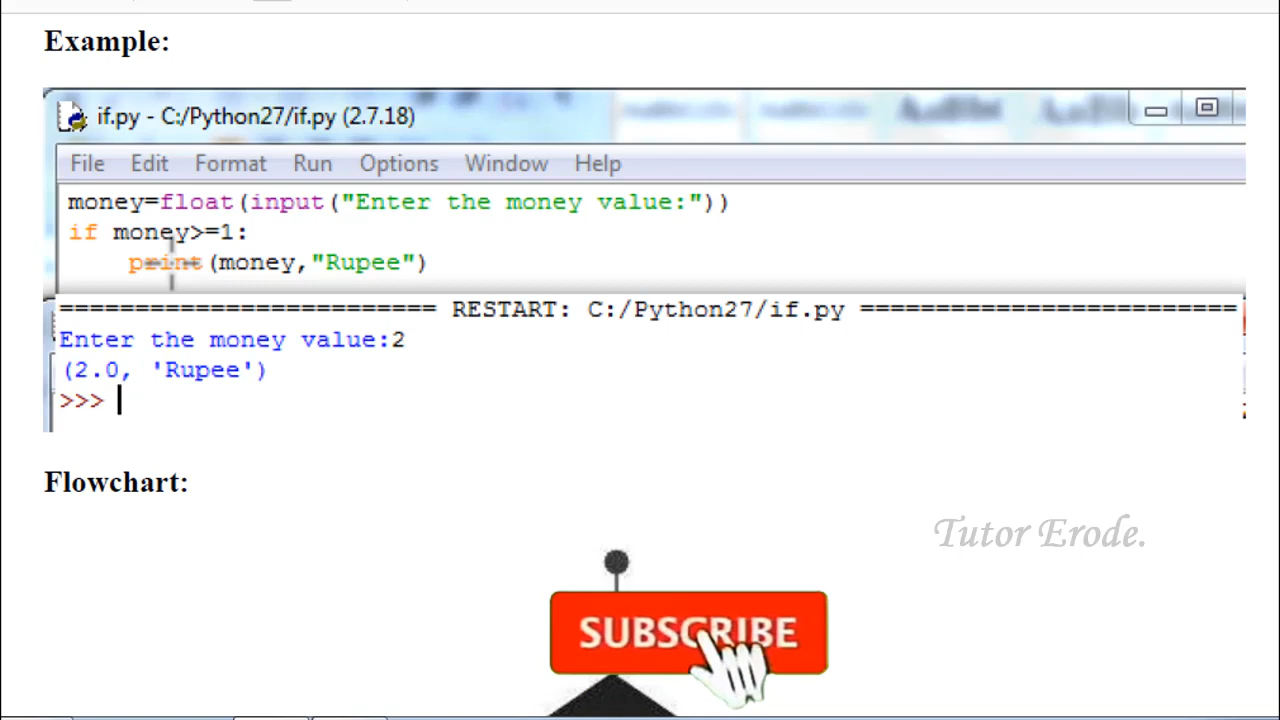 Example:
if.py - C:/Python27/if.py (2.7.18)
File Edit Format Run Options Window Help
money=float(input("Enter the money value:"))
if money>=1:
    print(money,"Rupee")
========================= RESTART: C:/Python27/if.py =========================
Enter the money value:2
(2.0, 'Rupee')
>>>
Flowchart:
Tutor Erode.
SUBSCRIBE